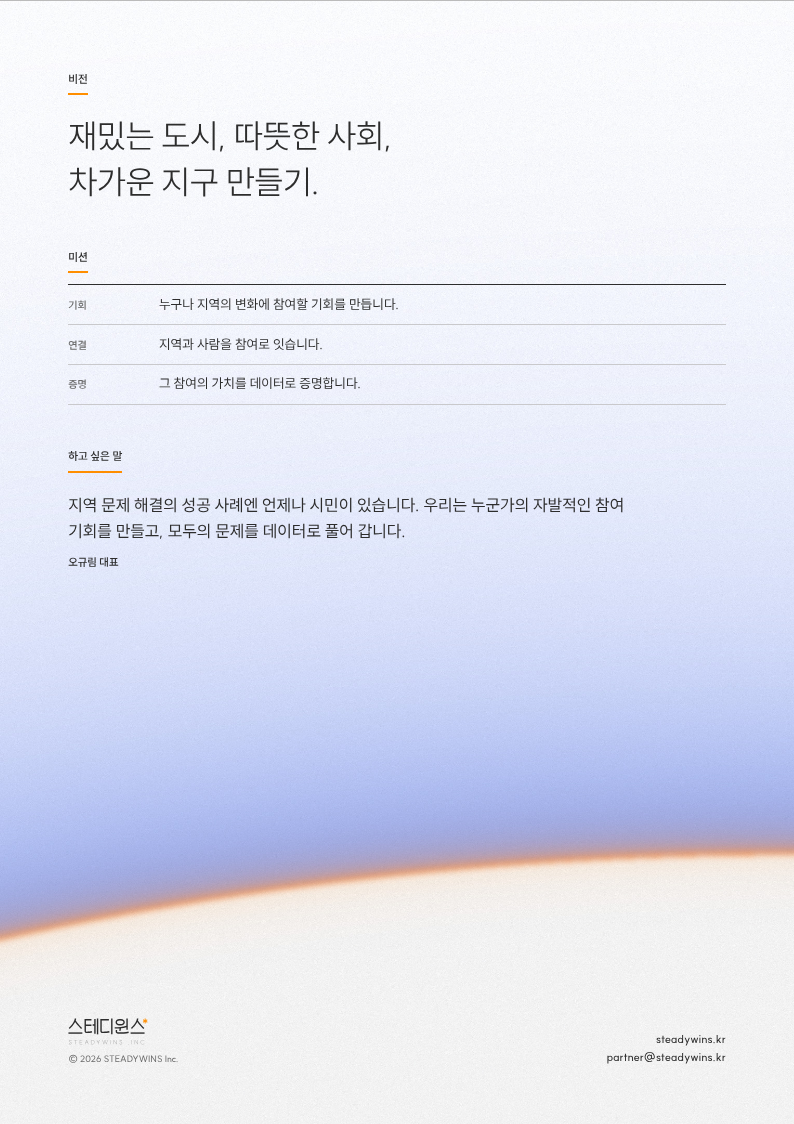 비전
재밌는 도시, 따뜻한 사회,
차가운 지구 만들기.
미션
기회 누구나 지역의 변화에 참여할 기회를 만듭니다.
연결 지역과 사람을 참여로 잇습니다.
증명 그 참여의 가치를 데이터로 증명합니다.
하고 싶은 말
지역 문제 해결의 성공 사례엔 언제나 시민이 있습니다. 우리는 누군가의 자발적인 참여
기회를 만들고, 모두의 문제를 데이터로 풀어 갑니다.
오규림 대표
스테디윈스
STEADYWINS INC
© 2026 STEADYWINS Inc.
steadywins.kr
partner@steadywins.kr